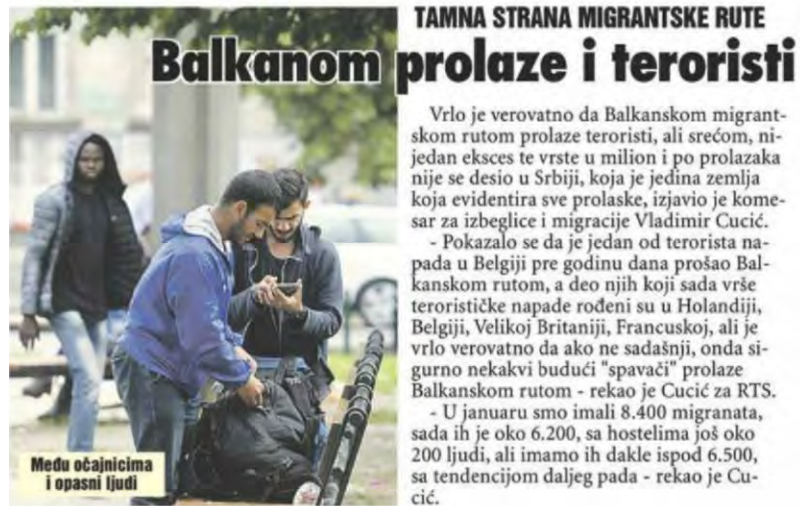 TAMNA STRANA MIGRANTSKE RUTE
Balkanom prolaze i teroristi
Vrlo je verovatno da Balkanskom migrant-
skom rutom prolaze teroristi, ali srećom, ni-
jedan eksces te vrste u milion i po prolazaka
nije se desio u Srbiji, koja je jedina zemlja
koja evidentira sve prolaske, izjavio je kome-
sar za izbeglice i migracije Vladimir Cucić.
- Pokazalo se da je jedan od terorista na-
pada u Belgiji pre godinu dana prošao Bal-
kanskom rutom, a deo njih koji sada vrše
terorističke napade rođeni su u Holandiji,
Belgiji, Velikoj Britaniji, Francuskoj, ali je
vrlo verovatno da ako ne sadašnji, onda si-
gurno nekakvi budući "spavači" prolaze
Balkanskom rutom - rekao je Cucić za RTS.
- U januaru smo imali 8.400 migranata,
sada ih je oko 6.200, sa hostelima još oko
200 ljudi, ali imamo ih dakle ispod 6.500,
sa tendencijom daljeg pada - rekao je Cu-
cić.
Među očajnicima
i opasni ljudi